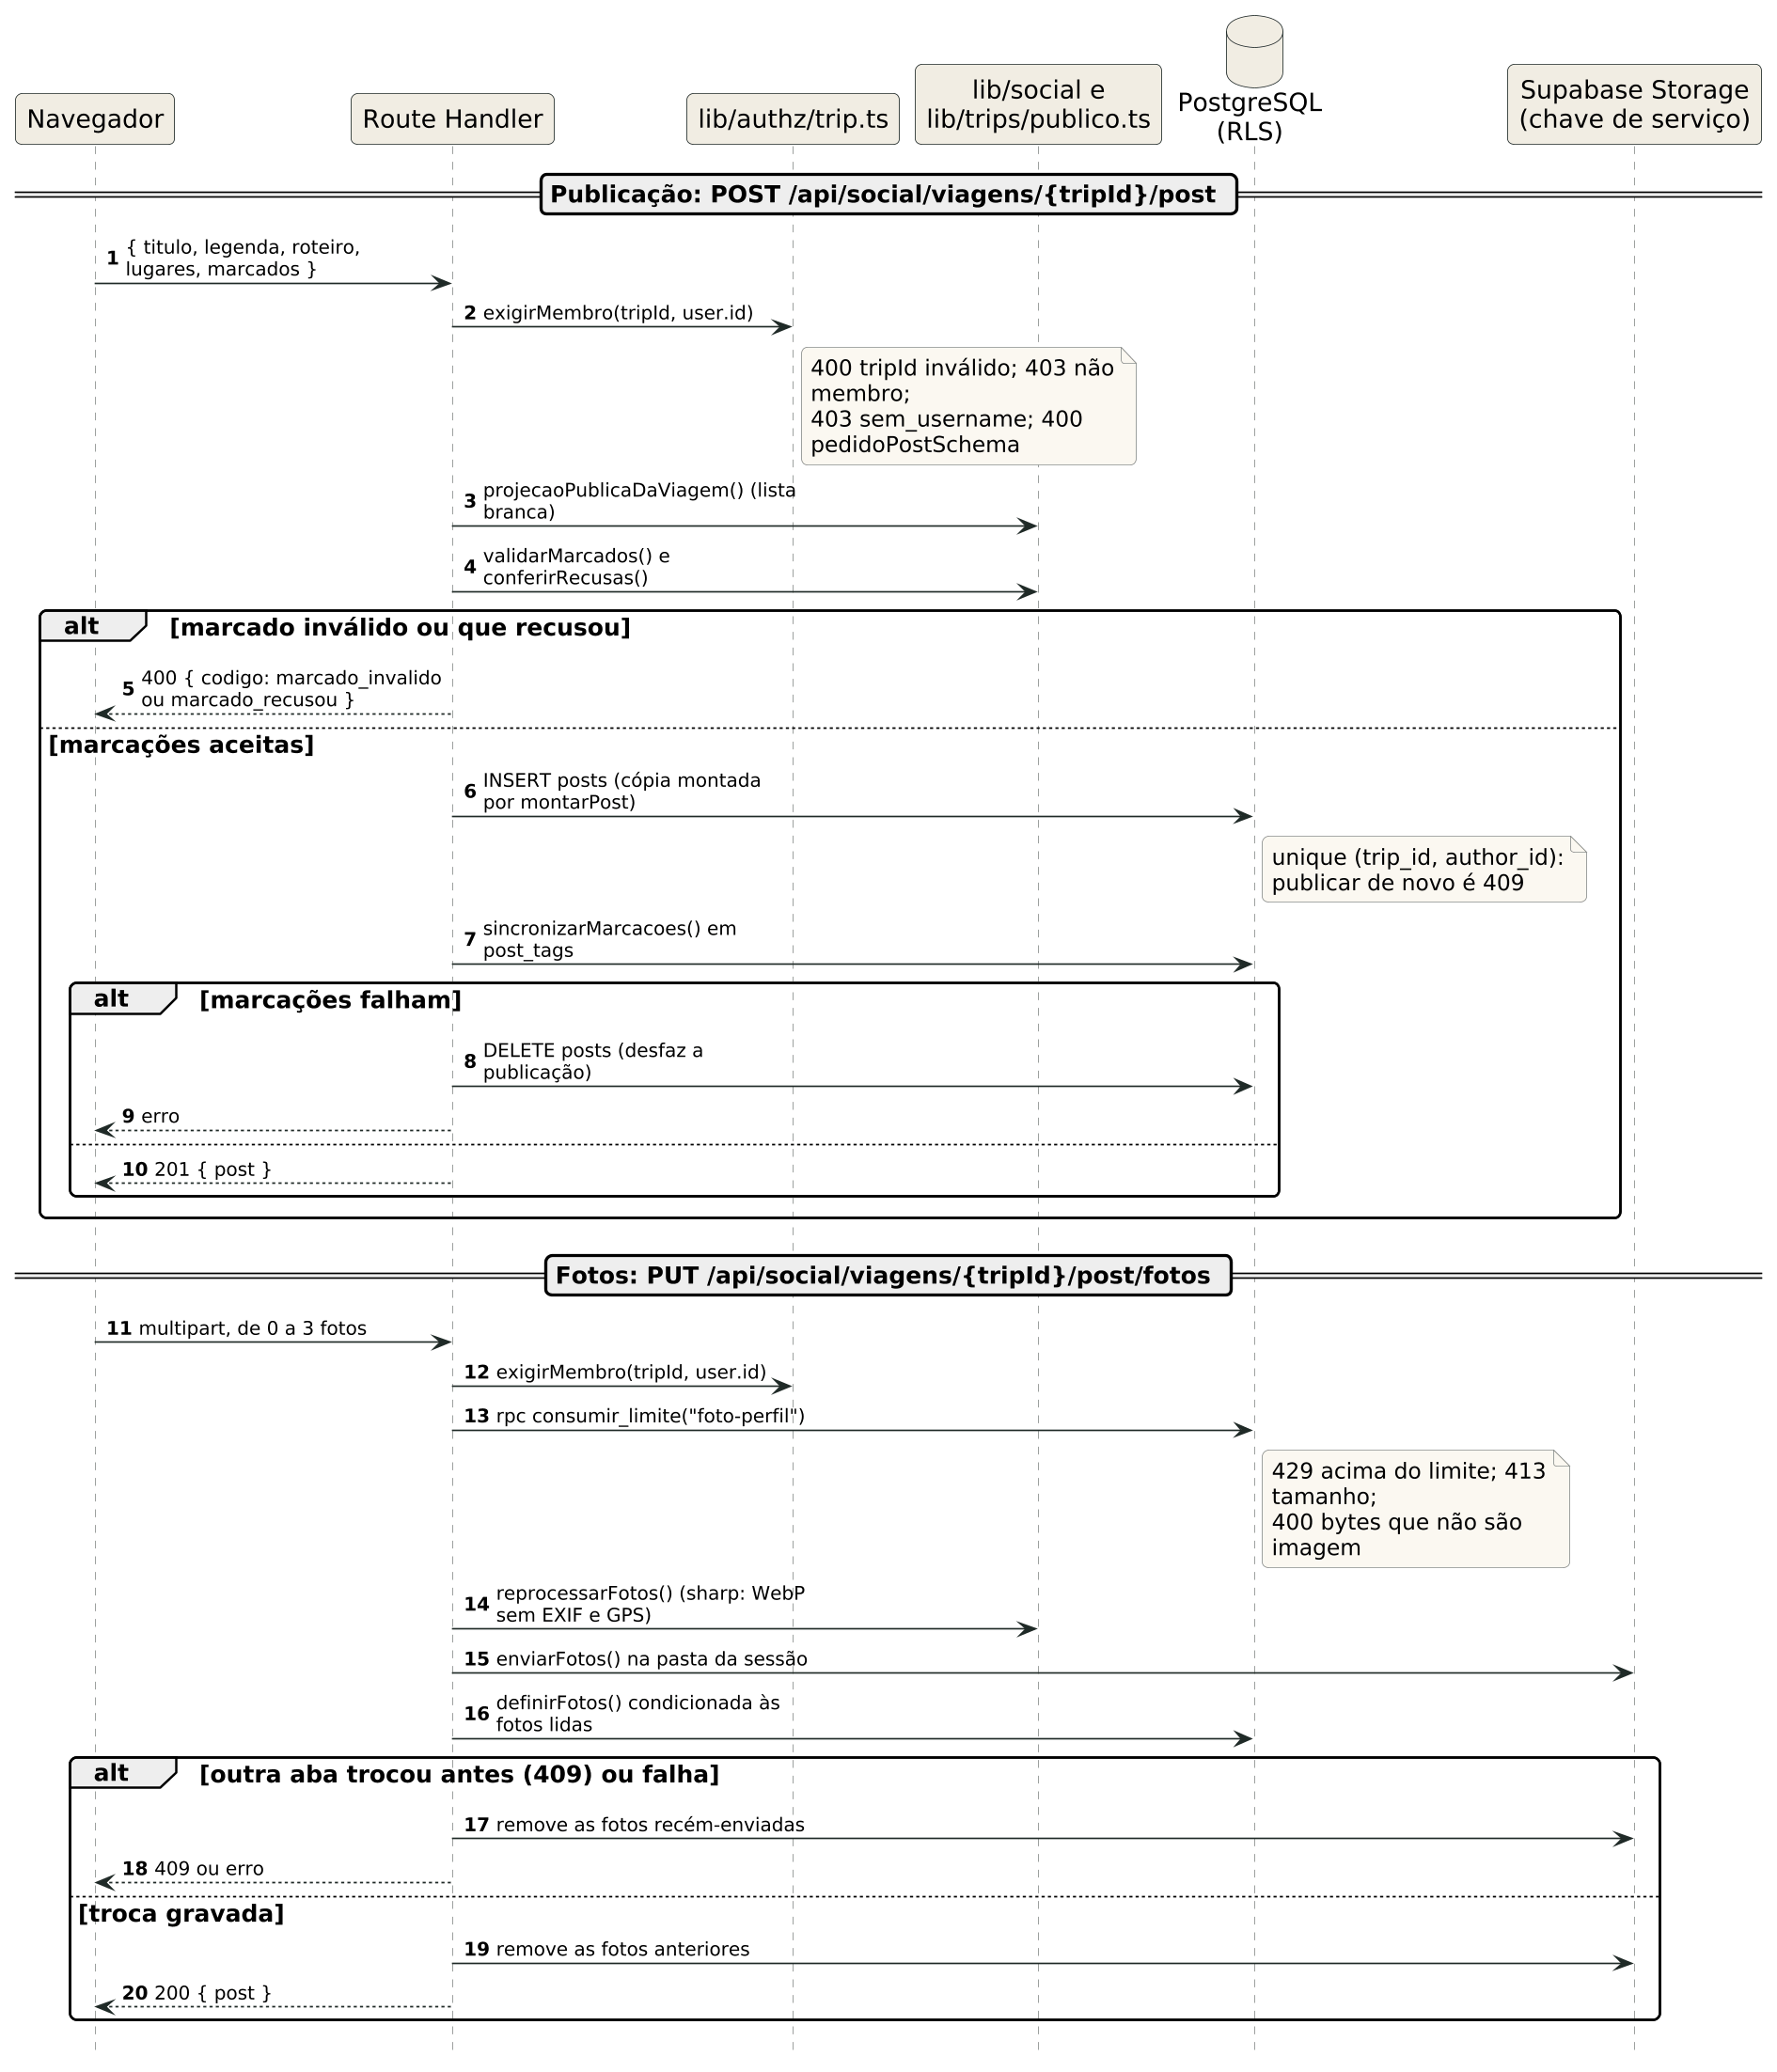 Navegador
Route Handler
lib/authz/trip.ts
lib/social e
lib/trips/publico.ts
PostgreSQL
(RLS)
Supabase Storage
(chave de serviço)
Publicação: POST /api/social/viagens/{tripId}/post
1 { titulo, legenda, roteiro,
lugares, marcados }
2 exigirMembro(tripId, user.id)
400 tripId inválido; 403 não
membro;
403 sem_username; 400
pedidoPostSchema
3 projecaoPublicaDaViagem() (lista
branca)
4 validarMarcados() e
conferirRecusas()
alt [marcado inválido ou que recusou]
5 400 { codigo: marcado_invalido
ou marcado_recusou }
[marcações aceitas]
6 INSERT posts (cópia montada
por montarPost)
unique (trip_id, author_id):
publicar de novo é 409
7 sincronizarMarcacoes() em
post_tags
alt [marcações falham]
8 DELETE posts (desfaz a
publicação)
9 erro
10 201 { post }
Fotos: PUT /api/social/viagens/{tripId}/post/fotos
11 multipart, de 0 a 3 fotos
12 exigirMembro(tripId, user.id)
13 rpc consumir_limite("foto-perfil")
429 acima do limite; 413
tamanho;
400 bytes que não são
imagem
14 reprocessarFotos() (sharp: WebP
sem EXIF e GPS)
15 enviarFotos() na pasta da sessão
16 definirFotos() condicionada às
fotos lidas
alt [outra aba trocou antes (409) ou falha]
17 remove as fotos recém-enviadas
18 409 ou erro
[troca gravada]
19 remove as fotos anteriores
20 200 { post }